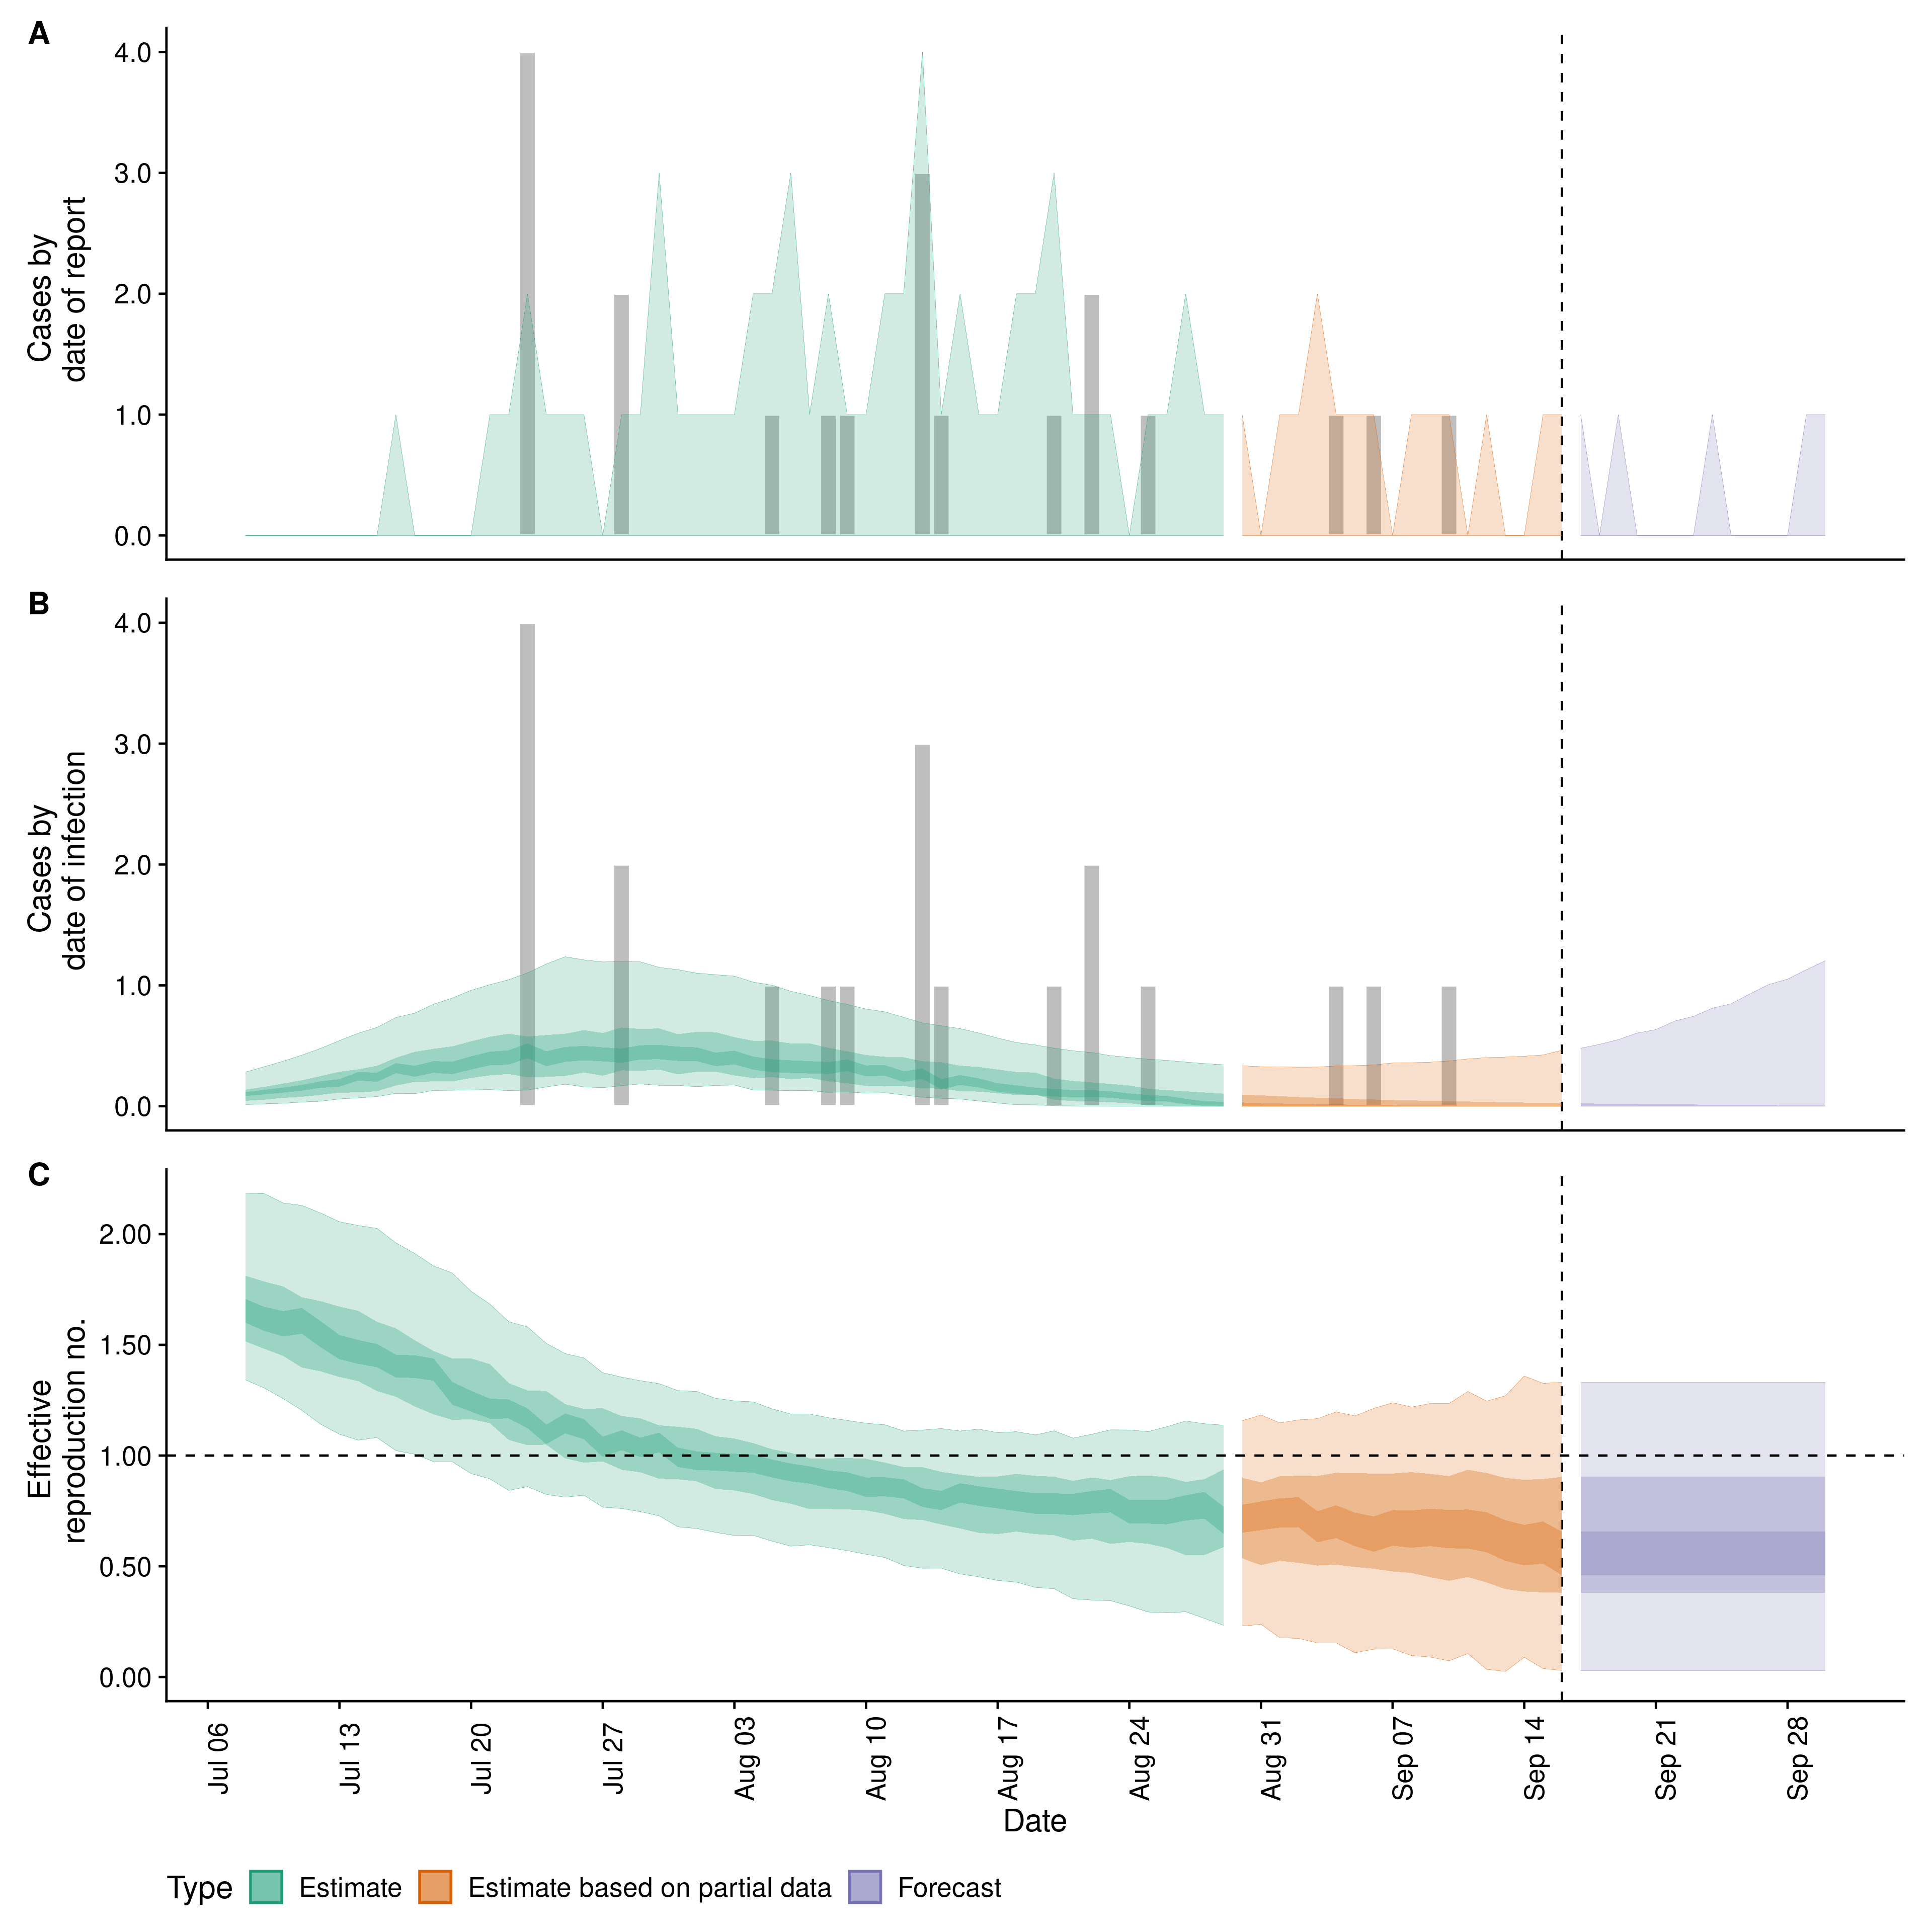 A
4.0
3.0
2.0
1.0
0.0
Cases by
date of report
B
4.0
3.0
2.0
1.0
0.0
Cases by
date of infection
C
2.00
1.50
1.00
0.50
0.00
Effective
reproduction no.
Jul 06
Jul 13
Jul 20
Jul 27
Aug 03
Aug 10
Aug 17
Aug 24
Aug 31
Sep 07
Sep 14
Sep 21
Sep 28
Date
Type Estimate Estimate based on partial data Forecast